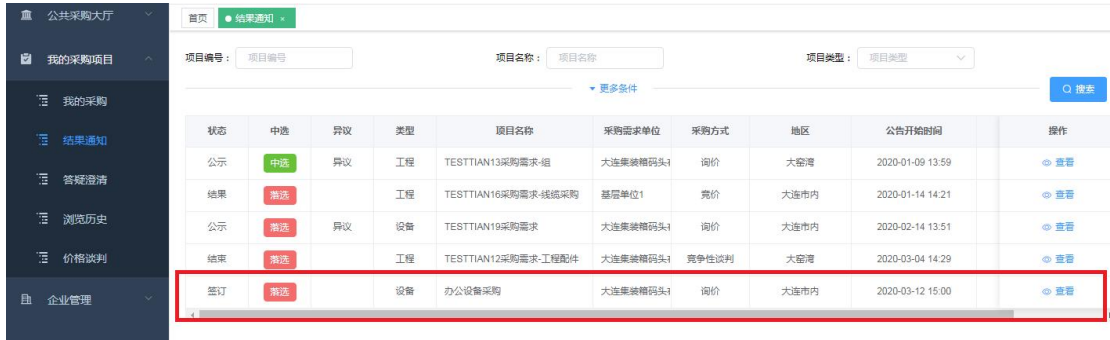 公共采购大厅
首页 结果通知 ×
我的采购项目
项目编号： 项目编号 项目名称： 项目名称 项目类型： 项目类型
更多条件
搜索
我的采购
结果通知
答疑澄清
浏览历史
价格谈判
企业管理
状态 中选 异议 类型 项目名称 采购需求单位 采购方式 地区 公告开始时间 操作
公示 中选 异议 工程 TESTTIAN13采购需求-组 大连集装箱码头 询价 大窑湾 2020-01-09 13:59 查看
结果 落选 工程 TESTTIAN16采购需求-线缆采购 基层单位1 竞价 大连市内 2020-01-14 14:21 查看
公示 落选 异议 设备 TESTTIAN19采购需求 大连集装箱码头 询价 大连市内 2020-02-14 13:51 查看
结束 落选 工程 TESTTIAN12采购需求-工程配件 大连集装箱码头 竞争性谈判 大窑湾 2020-03-04 14:29 查看
签订 落选 设备 办公设备采购 大连集装箱码头 询价 大连市内 2020-03-12 15:00 查看